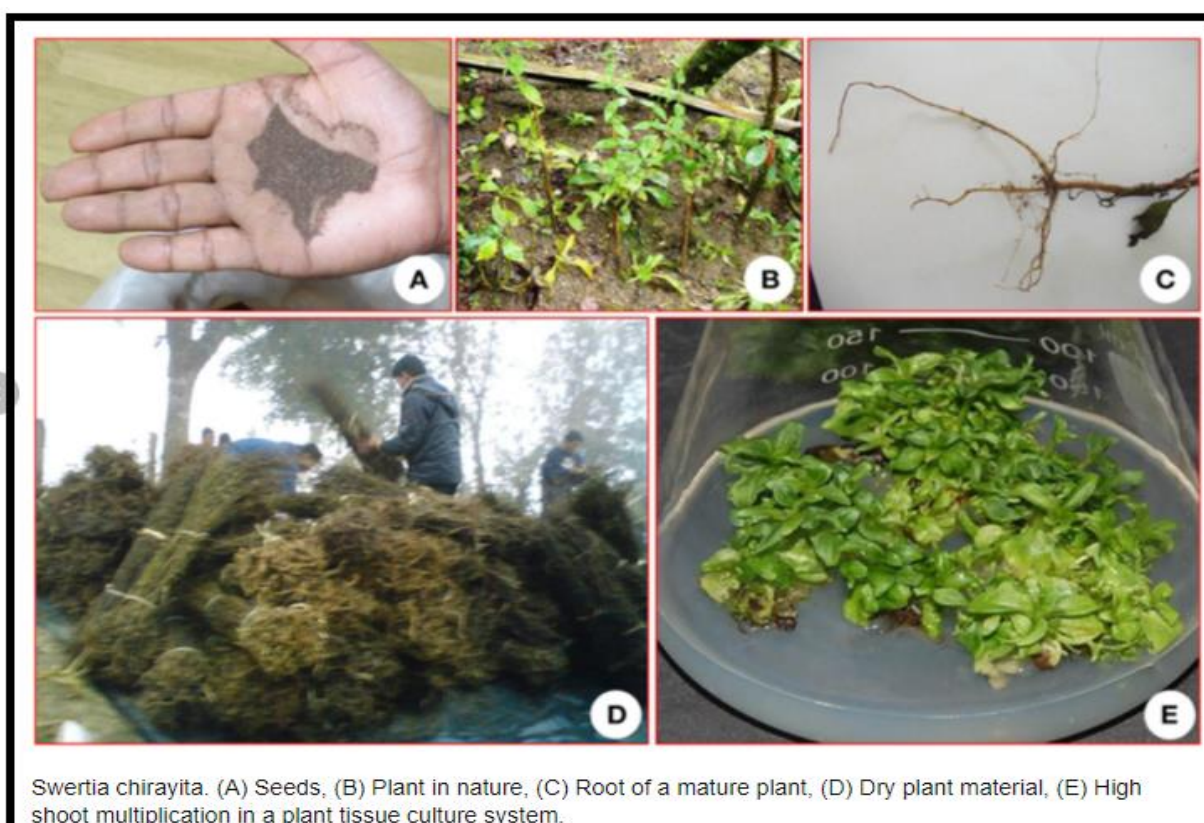 A
B
C
150
100
100
D
E
Swertia chirayita. (A) Seeds, (B) Plant in nature, (C) Root of a mature plant, (D) Dry plant material, (E) High
shoot multiplication in a plant tissue culture system.